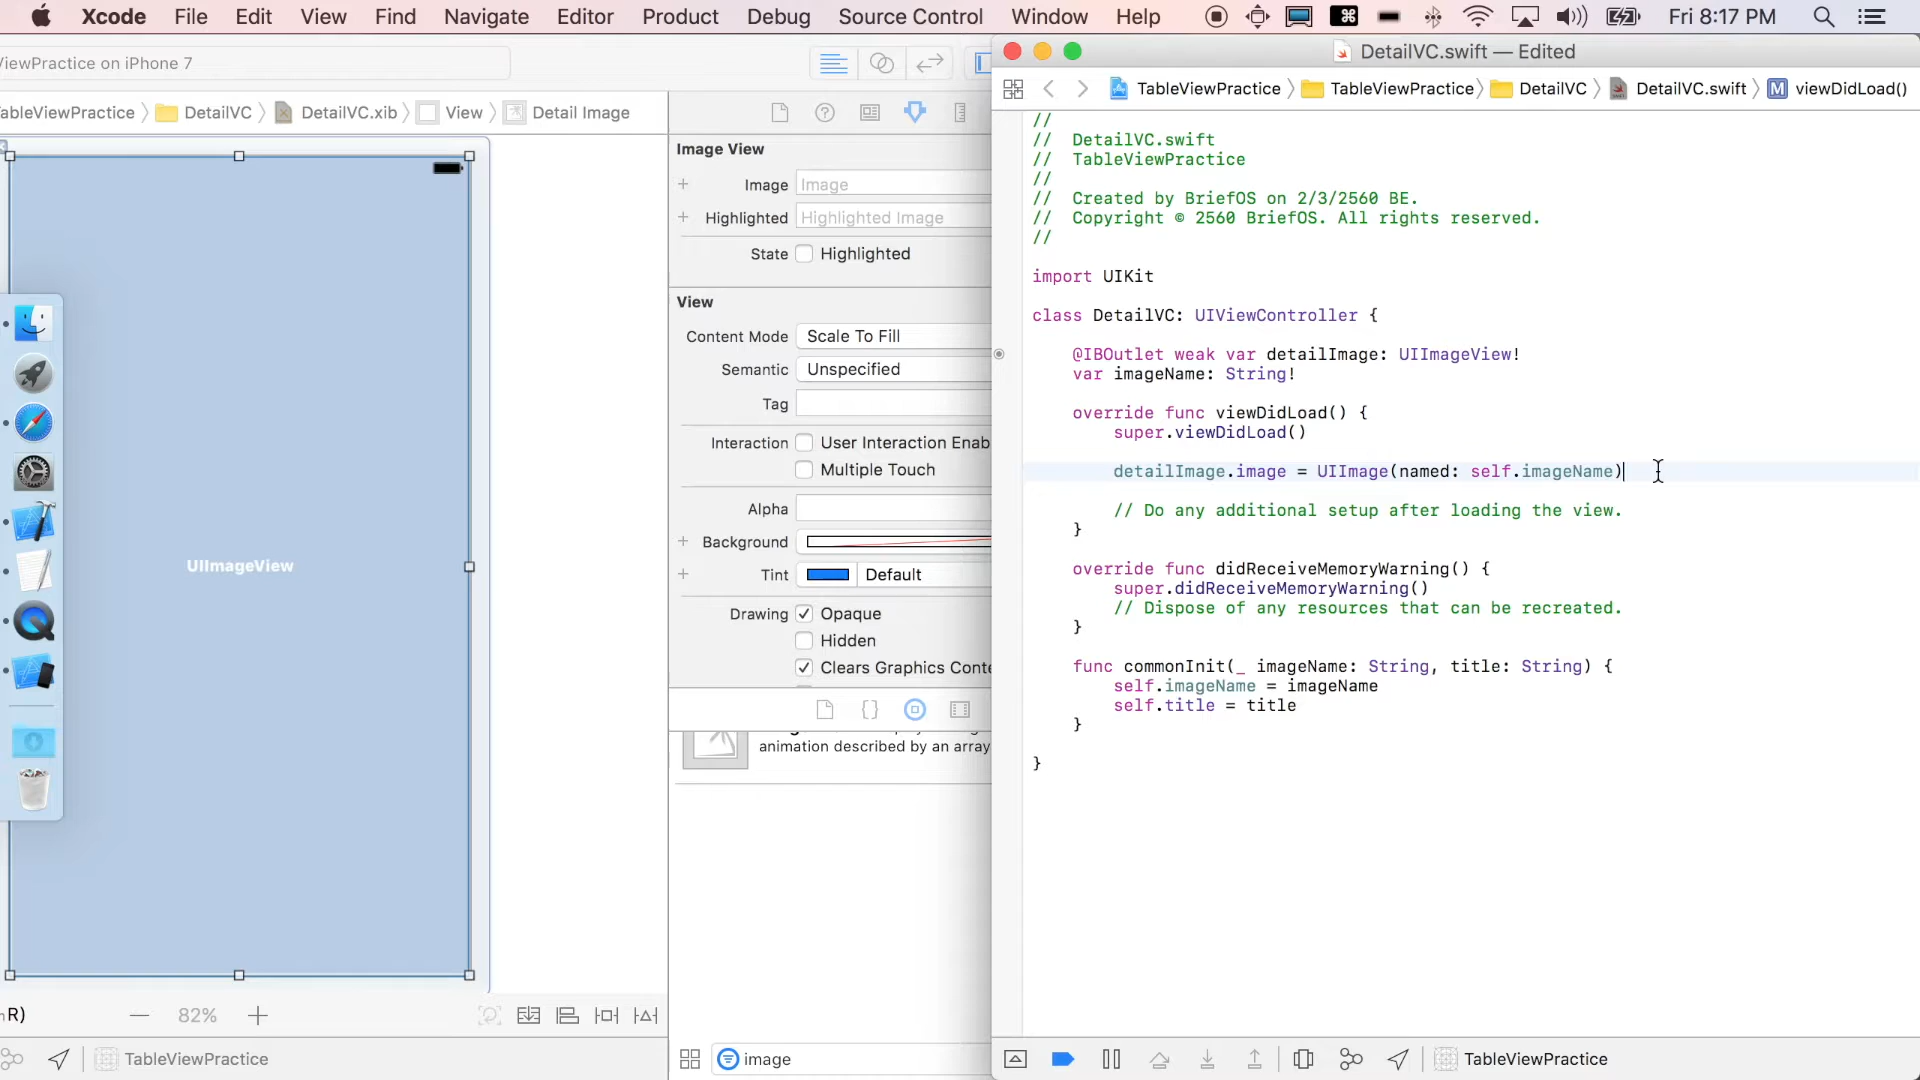 Xcode File Edit View Find Navigate Editor Product Debug Source Control Window Help Fri 8:17 PM
iewPractice on iPhone 7
ableViewPractice DetailVC DetailVC.xib View Detail Image
UIImageView
R)
82%
TableViewPractice
Image View
Image Image
Highlighted Highlighted Image
State Highlighted
View
Content Mode Scale To Fill
Semantic Unspecified
Tag
Interaction User Interaction Enab
Multiple Touch
Alpha
Background
Tint Default
Drawing Opaque
Hidden
Clears Graphics Conte
animation described by an array
image
DetailVC.swift — Edited
TableViewPractice TableViewPractice DetailVC DetailVC.swift M viewDidLoad()
//
// DetailVC.swift
// TableViewPractice
//
// Created by BriefOS on 2/3/2560 BE.
// Copyright © 2560 BriefOS. All rights reserved.
//
import UIKit
class DetailVC: UIViewController {
@IBOutlet weak var detailImage: UIImageView!
var imageName: String!
override func viewDidLoad() {
super.viewDidLoad()
detailImage.image = UIImage(named: self.imageName)
// Do any additional setup after loading the view.
}
override func didReceiveMemoryWarning() {
super.didReceiveMemoryWarning()
// Dispose of any resources that can be recreated.
}
func commonInit(_ imageName: String, title: String) {
self.imageName = imageName
self.title = title
}
}
TableViewPractice